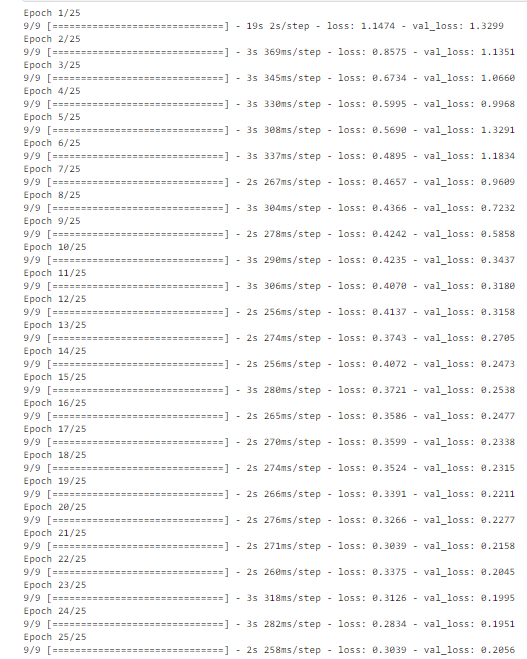 Epoch 1/25
9/9 [==============================] - 19s 2s/step - loss: 1.1474 - val_loss: 1.3299
Epoch 2/25
9/9 [==============================] - 3s 369ms/step - loss: 0.8575 - val_loss: 1.1351
Epoch 3/25
9/9 [==============================] - 3s 345ms/step - loss: 0.6734 - val_loss: 1.0660
Epoch 4/25
9/9 [==============================] - 3s 330ms/step - loss: 0.5995 - val_loss: 0.9968
Epoch 5/25
9/9 [==============================] - 3s 308ms/step - loss: 0.5690 - val_loss: 1.3291
Epoch 6/25
9/9 [==============================] - 3s 337ms/step - loss: 0.4895 - val_loss: 1.1834
Epoch 7/25
9/9 [==============================] - 2s 267ms/step - loss: 0.4657 - val_loss: 0.9609
Epoch 8/25
9/9 [==============================] - 3s 304ms/step - loss: 0.4366 - val_loss: 0.7232
Epoch 9/25
9/9 [==============================] - 2s 278ms/step - loss: 0.4242 - val_loss: 0.5858
Epoch 10/25
9/9 [==============================] - 3s 290ms/step - loss: 0.4235 - val_loss: 0.3437
Epoch 11/25
9/9 [==============================] - 3s 306ms/step - loss: 0.4070 - val_loss: 0.3180
Epoch 12/25
9/9 [==============================] - 2s 256ms/step - loss: 0.4137 - val_loss: 0.3158
Epoch 13/25
9/9 [==============================] - 2s 274ms/step - loss: 0.3743 - val_loss: 0.2705
Epoch 14/25
9/9 [==============================] - 2s 256ms/step - loss: 0.4072 - val_loss: 0.2473
Epoch 15/25
9/9 [==============================] - 3s 280ms/step - loss: 0.3721 - val_loss: 0.2538
Epoch 16/25
9/9 [==============================] - 2s 265ms/step - loss: 0.3586 - val_loss: 0.2477
Epoch 17/25
9/9 [==============================] - 2s 270ms/step - loss: 0.3599 - val_loss: 0.2338
Epoch 18/25
9/9 [==============================] - 2s 274ms/step - loss: 0.3524 - val_loss: 0.2315
Epoch 19/25
9/9 [==============================] - 2s 266ms/step - loss: 0.3391 - val_loss: 0.2211
Epoch 20/25
9/9 [==============================] - 2s 276ms/step - loss: 0.3266 - val_loss: 0.2277
Epoch 21/25
9/9 [==============================] - 2s 271ms/step - loss: 0.3039 - val_loss: 0.2158
Epoch 22/25
9/9 [==============================] - 2s 260ms/step - loss: 0.3375 - val_loss: 0.2045
Epoch 23/25
9/9 [==============================] - 3s 318ms/step - loss: 0.3126 - val_loss: 0.1995
Epoch 24/25
9/9 [==============================] - 3s 282ms/step - loss: 0.2834 - val_loss: 0.1951
Epoch 25/25
9/9 [==============================] - 2s 258ms/step - loss: 0.3039 - val_loss: 0.2056